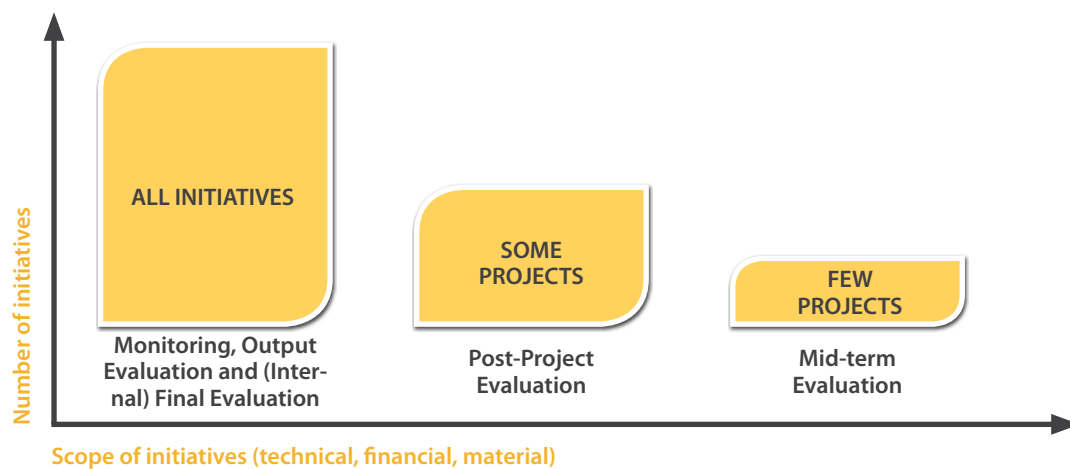 Number of initiatives
ALL INITIATIVES
SOME
PROJECTS
FEW
PROJECTS
Monitoring, Output
Evaluation and (Inter-
nal) Final Evaluation
Post-Project
Evaluation
Mid-term
Evaluation
Scope of initiatives (technical, financial, material)